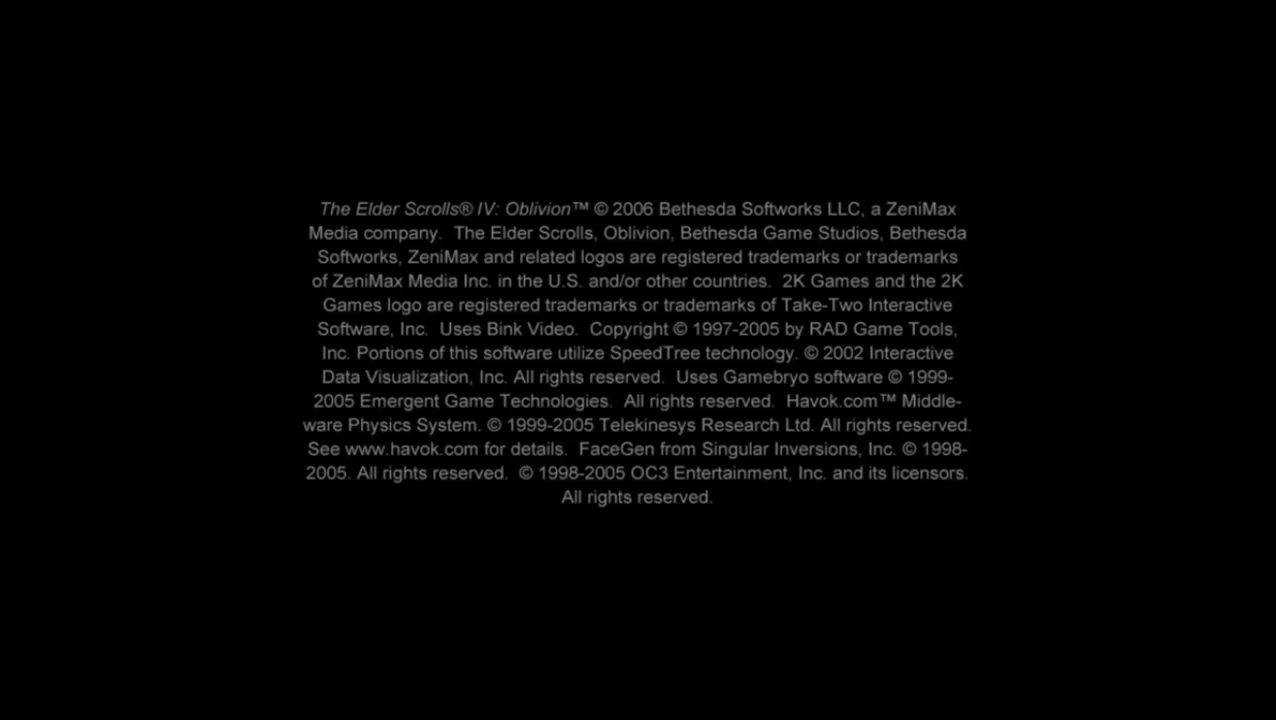 The Elder Scrolls® IV: Oblivion™ © 2006 Bethesda Softworks LLC, a ZeniMax
Media company.  The Elder Scrolls, Oblivion, Bethesda Game Studios, Bethesda
Softworks, ZeniMax and related logos are registered trademarks or trademarks
of ZeniMax Media Inc. in the U.S. and/or other countries.  2K Games and the 2K
Games logo are registered trademarks or trademarks of Take-Two Interactive
Software, Inc.  Uses Bink Video.  Copyright © 1997-2005 by RAD Game Tools,
Inc. Portions of this software utilize SpeedTree technology. © 2002 Interactive
Data Visualization, Inc. All rights reserved.  Uses Gamebryo software © 1999-
2005 Emergent Game Technologies.  All rights reserved.  Havok.com™ Middle-
ware Physics System. © 1999-2005 Telekinesys Research Ltd. All rights reserved.
See www.havok.com for details.  FaceGen from Singular Inversions, Inc. © 1998-
2005. All rights reserved.  © 1998-2005 OC3 Entertainment, Inc. and its licensors.
All rights reserved.